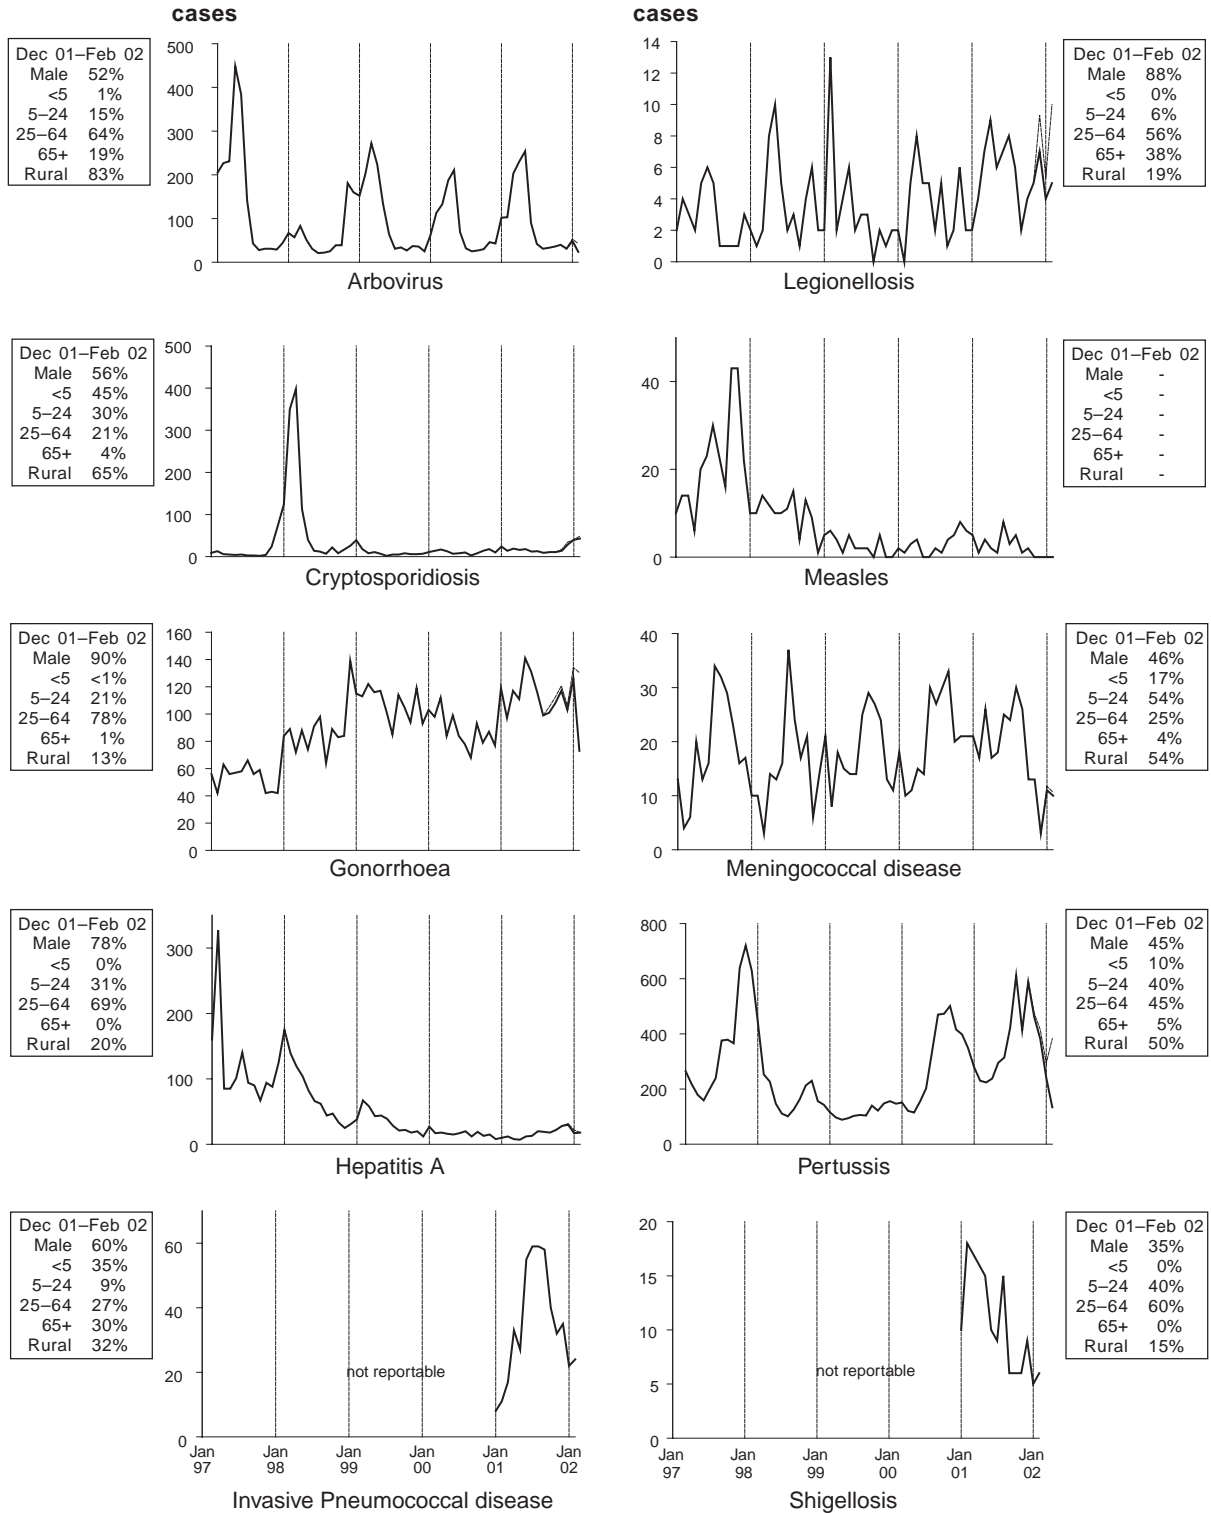 cases
Dec 01–Feb 02
Male 52%
<5 1%
5–24 15%
25–64 64%
65+ 19%
Rural 83%
500
400
300
200
100
0
Arbovirus
cases
14
12
10
8
6
4
2
0
Legionellosis
Dec 01–Feb 02
Male 88%
<5 0%
5–24 6%
25–64 56%
65+ 38%
Rural 19%
Dec 01–Feb 02
Male 56%
<5 45%
5–24 30%
25–64 21%
65+ 4%
Rural 65%
500
400
300
200
100
0
Cryptosporidiosis
40
20
0
Measles
Dec 01–Feb 02
Male -
<5 -
5–24 -
25–64 -
65+ -
Rural -
Dec 01–Feb 02
Male 90%
<5 <1%
5–24 21%
25–64 78%
65+ 1%
Rural 13%
160
140
120
100
80
60
40
20
0
Gonorrhoea
40
30
20
10
0
Meningococcal disease
Dec 01–Feb 02
Male 46%
<5 17%
5–24 54%
25–64 25%
65+ 4%
Rural 54%
Dec 01–Feb 02
Male 78%
<5 0%
5–24 31%
25–64 69%
65+ 0%
Rural 20%
300
200
100
0
Hepatitis A
800
600
400
200
0
Pertussis
Dec 01–Feb 02
Male 45%
<5 10%
5–24 40%
25–64 45%
65+ 5%
Rural 50%
Dec 01–Feb 02
Male 60%
<5 35%
5–24 9%
25–64 27%
65+ 30%
Rural 32%
60
40
20
0
not reportable
Jan Jan Jan Jan Jan Jan
97 98 99 00 01 02
Invasive Pneumococcal disease
20
15
10
5
0
not reportable
Jan Jan Jan Jan Jan Jan
97 98 99 00 01 02
Shigellosis
Dec 01–Feb 02
Male 35%
<5 0%
5–24 40%
25–64 60%
65+ 0%
Rural 15%